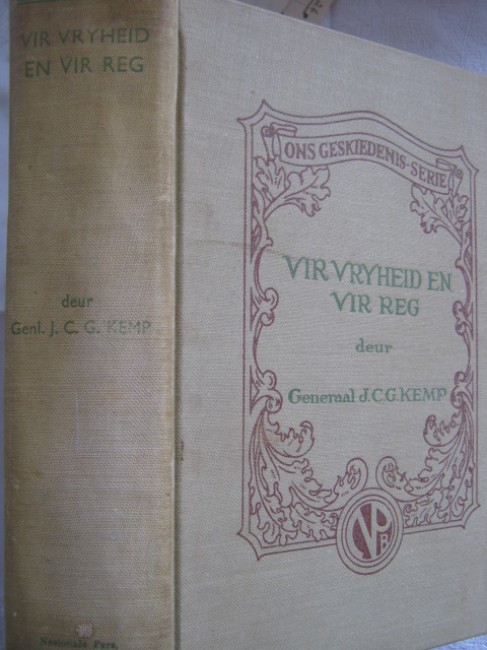 VIR VRYHEID
EN VIR REG
deur
Genl. J. C. G. KEMP
Nasionale Pers,
ONS GESKIEDENIS-SERIE
VIR VRYHEID EN
VIR REG
deur
Generaal J.C.G. KEMP